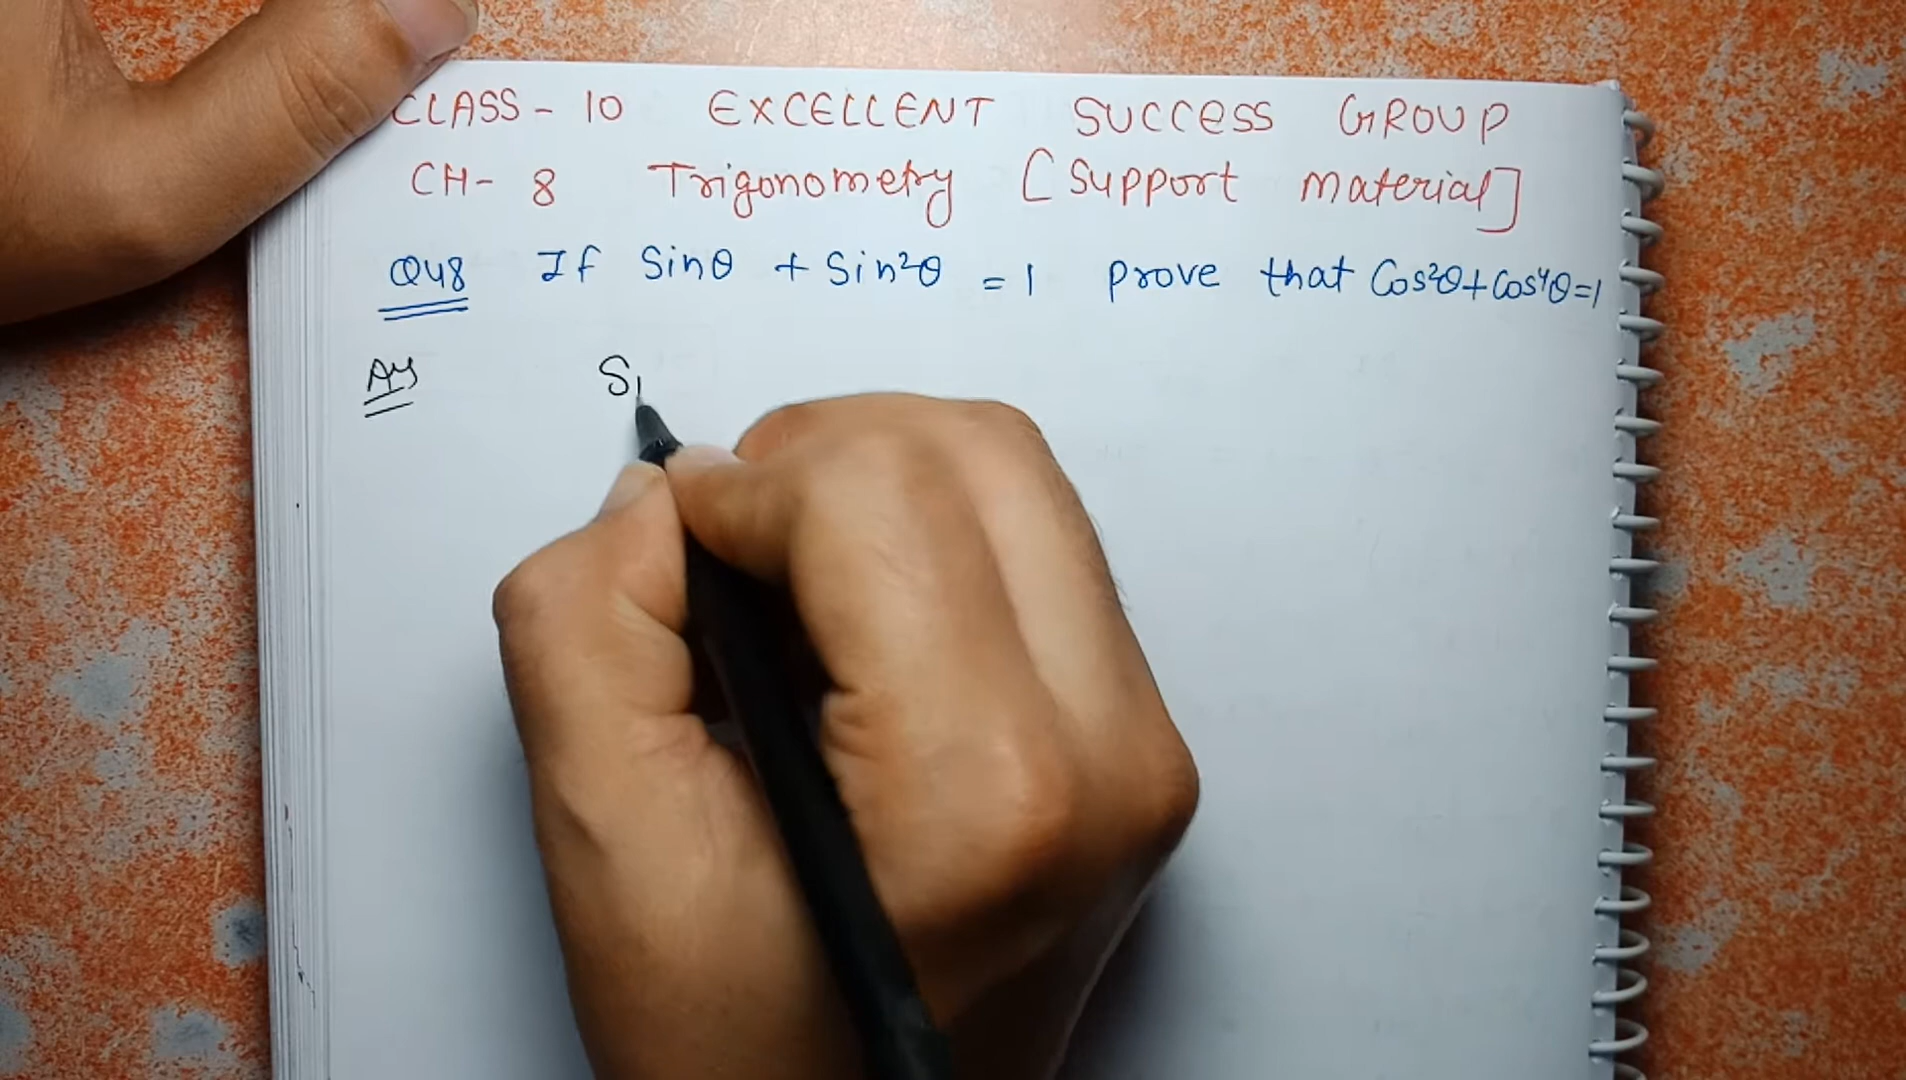 CLASS - 10 EXCELLENT SUCCESS GROUP
CH- 8 Trigonometry [Support material]
Q48 If Sinθ + Sin²θ = 1 prove that Cos²θ+Cos⁴θ=1
Si